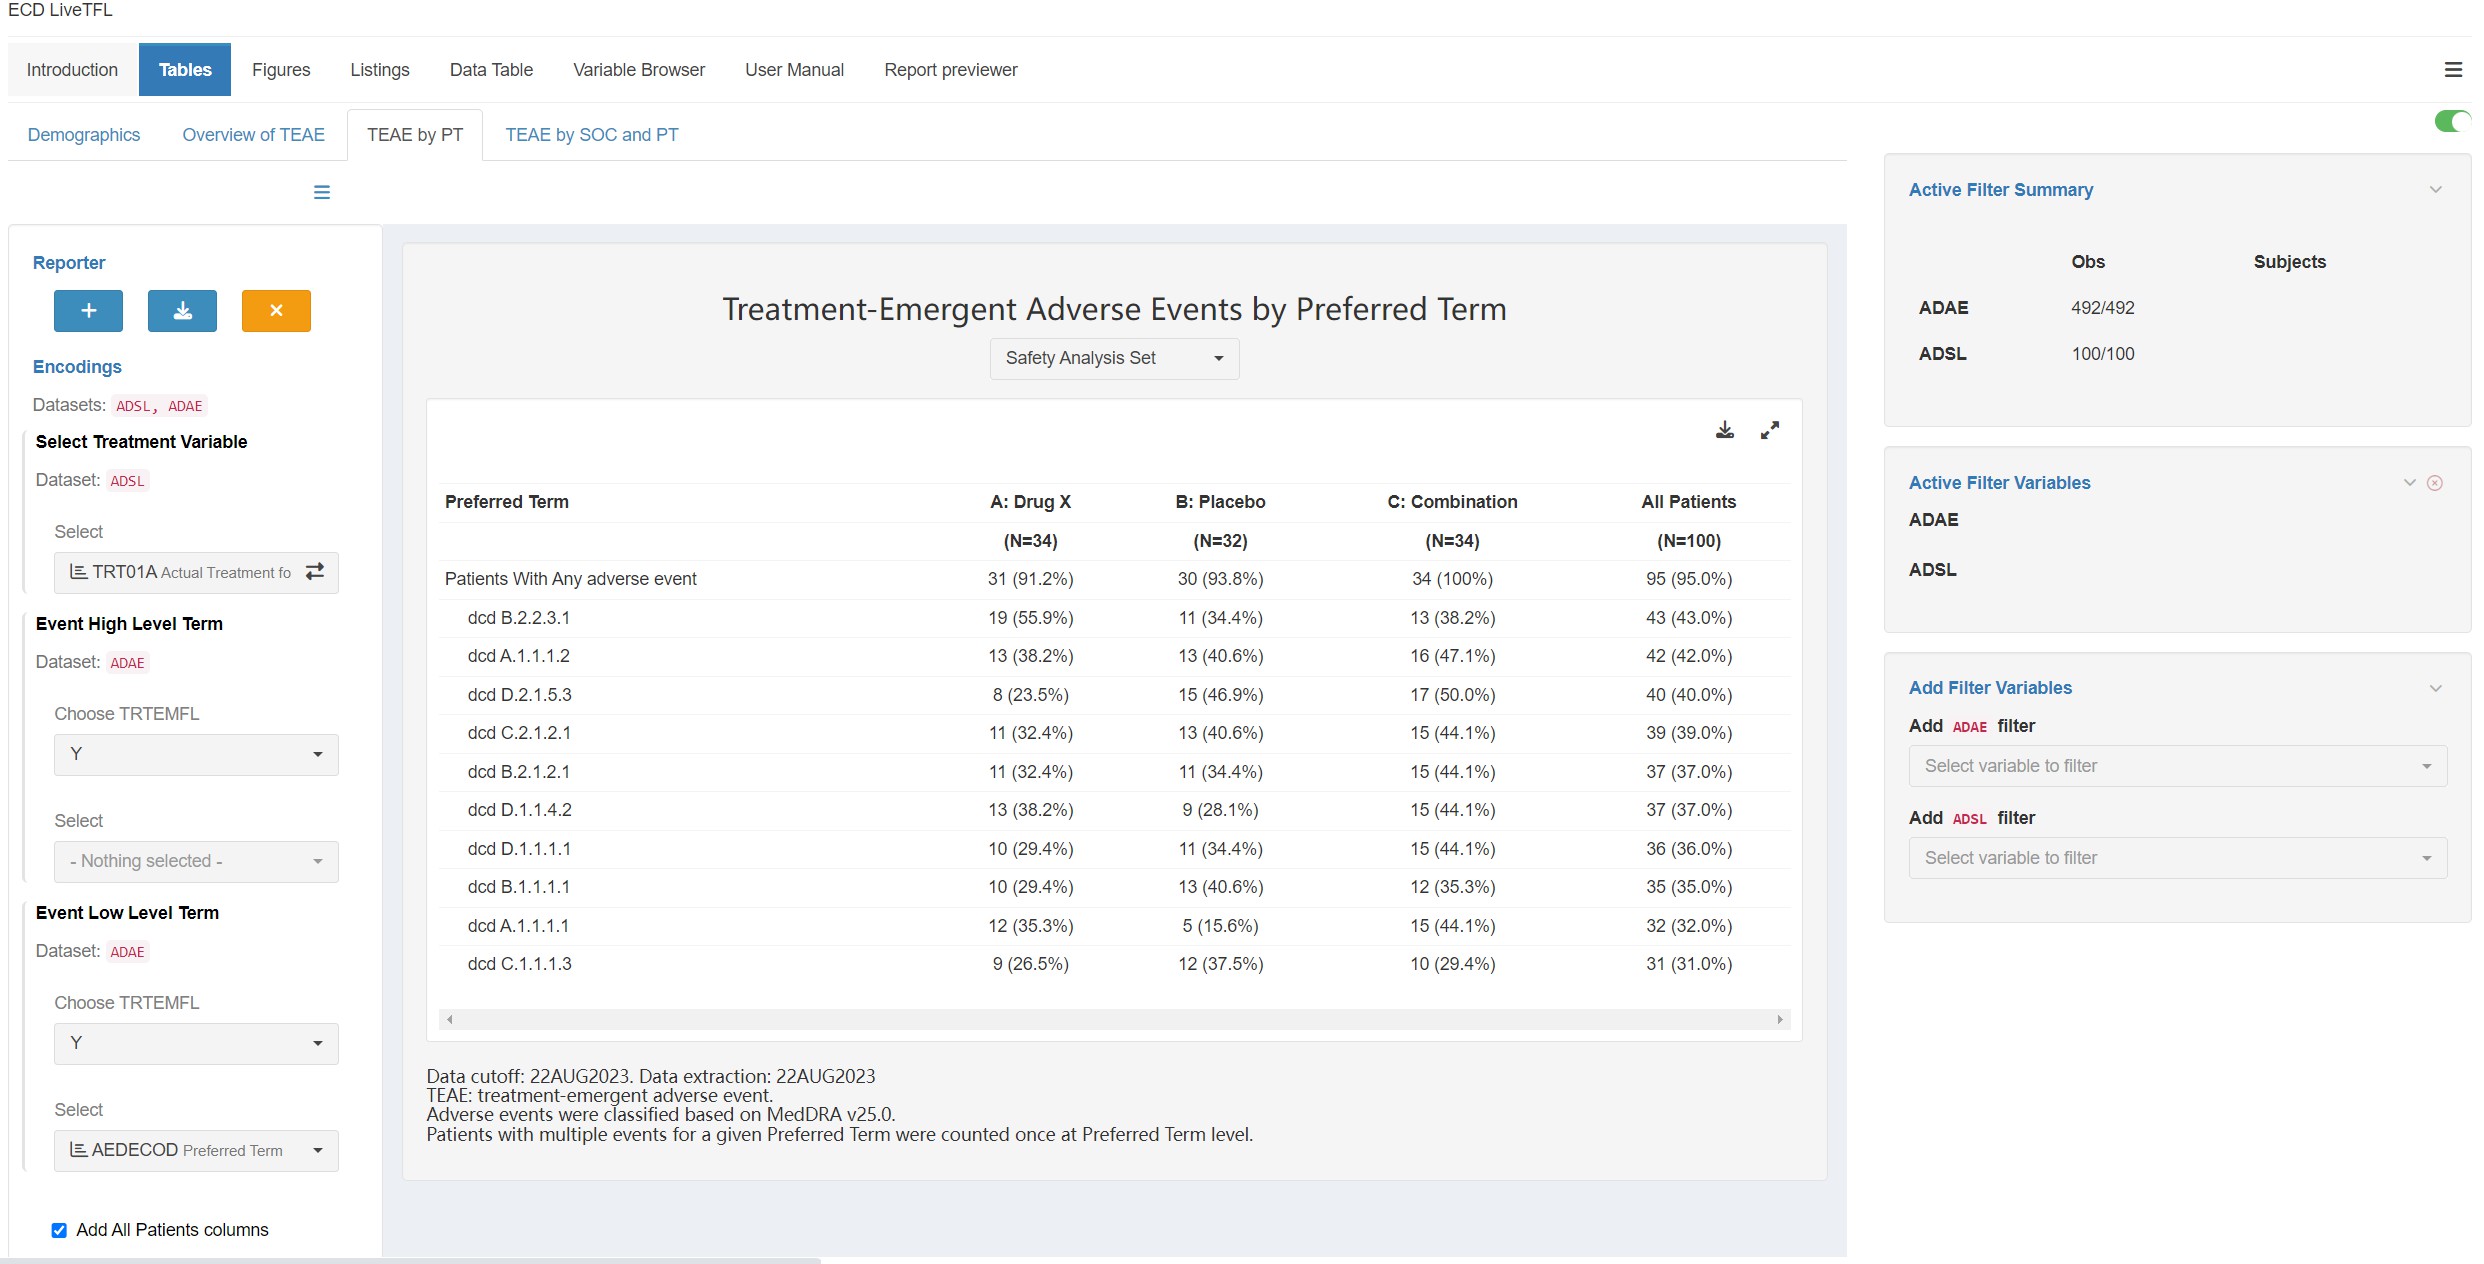 ECD LiveTFL
Introduction Tables Figures Listings Data Table Variable Browser User Manual Report previewer
Demographics Overview of TEAE TEAE by PT TEAE by SOC and PT
Reporter
Encodings
Datasets: ADSL, ADAE
Select Treatment Variable
Dataset: ADSL
Select
TRT01A Actual Treatment fo
Event High Level Term
Dataset: ADAE
Choose TRTEMFL
Y
Select
- Nothing selected -
Event Low Level Term
Dataset: ADAE
Choose TRTEMFL
Y
Select
AEDECOD Preferred Term
Add All Patients columns
Treatment-Emergent Adverse Events by Preferred Term
Safety Analysis Set
Preferred Term A: Drug X B: Placebo C: Combination All Patients
(N=34) (N=32) (N=34) (N=100)
Patients With Any adverse event 31 (91.2%) 30 (93.8%) 34 (100%) 95 (95.0%)
dcd B.2.2.3.1 19 (55.9%) 11 (34.4%) 13 (38.2%) 43 (43.0%)
dcd A.1.1.1.2 13 (38.2%) 13 (40.6%) 16 (47.1%) 42 (42.0%)
dcd D.2.1.5.3 8 (23.5%) 15 (46.9%) 17 (50.0%) 40 (40.0%)
dcd C.2.1.2.1 11 (32.4%) 13 (40.6%) 15 (44.1%) 39 (39.0%)
dcd B.2.1.2.1 11 (32.4%) 11 (34.4%) 15 (44.1%) 37 (37.0%)
dcd D.1.1.4.2 13 (38.2%) 9 (28.1%) 15 (44.1%) 37 (37.0%)
dcd D.1.1.1.1 10 (29.4%) 11 (34.4%) 15 (44.1%) 36 (36.0%)
dcd B.1.1.1.1 10 (29.4%) 13 (40.6%) 12 (35.3%) 35 (35.0%)
dcd A.1.1.1.1 12 (35.3%) 5 (15.6%) 15 (44.1%) 32 (32.0%)
dcd C.1.1.1.3 9 (26.5%) 12 (37.5%) 10 (29.4%) 31 (31.0%)
Data cutoff: 22AUG2023. Data extraction: 22AUG2023
TEAE: treatment-emergent adverse event.
Adverse events were classified based on MedDRA v25.0.
Patients with multiple events for a given Preferred Term were counted once at Preferred Term level.
Active Filter Summary
Obs Subjects
ADAE 492/492
ADSL 100/100
Active Filter Variables
ADAE
ADSL
Add Filter Variables
Add ADAE filter
Select variable to filter
Add ADSL filter
Select variable to filter